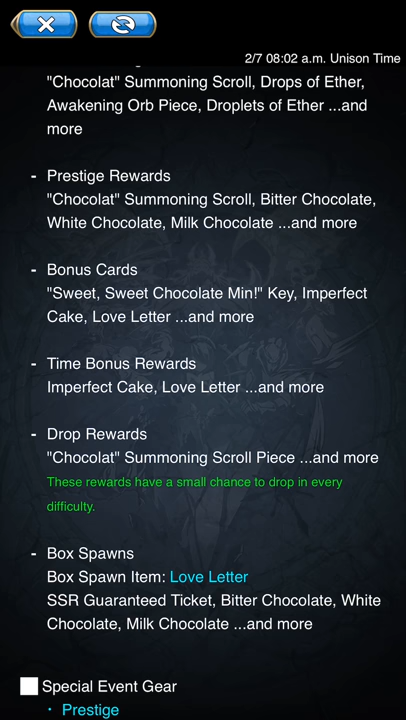 2/7 08:02 a.m. Unison Time
"Chocolat" Summoning Scroll, Drops of Ether,
Awakening Orb Piece, Droplets of Ether ...and
more
- Prestige Rewards
"Chocolat" Summoning Scroll, Bitter Chocolate,
White Chocolate, Milk Chocolate ...and more
- Bonus Cards
"Sweet, Sweet Chocolate Min!" Key, Imperfect
Cake, Love Letter ...and more
- Time Bonus Rewards
Imperfect Cake, Love Letter ...and more
- Drop Rewards
"Chocolat" Summoning Scroll Piece ...and more
These rewards have a small chance to drop in every
difficulty.
- Box Spawns
Box Spawn Item: Love Letter
SSR Guaranteed Ticket, Bitter Chocolate, White
Chocolate, Milk Chocolate ...and more
Special Event Gear
・ Prestige